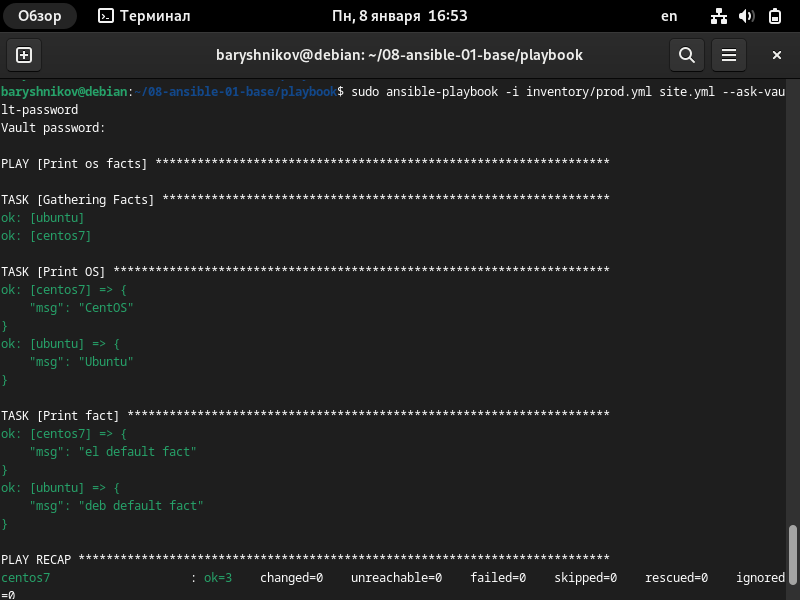 Обзор Терминал Пн, 8 января 16:53 en
baryshnikov@debian: ~/08-ansible-01-base/playbook
baryshnikov@debian:~/08-ansible-01-base/playbook$ sudo ansible-playbook -i inventory/prod.yml site.yml --ask-vau
lt-password
Vault password:
PLAY [Print os facts] *****************************************************************
TASK [Gathering Facts] ****************************************************************
ok: [ubuntu]
ok: [centos7]
TASK [Print OS] ***********************************************************************
ok: [centos7] => {
    "msg": "CentOS"
}
ok: [ubuntu] => {
    "msg": "Ubuntu"
}
TASK [Print fact] *********************************************************************
ok: [centos7] => {
    "msg": "el default fact"
}
ok: [ubuntu] => {
    "msg": "deb default fact"
}
PLAY RECAP ****************************************************************************
centos7                    : ok=3    changed=0    unreachable=0    failed=0    skipped=0    rescued=0    ignored
=0